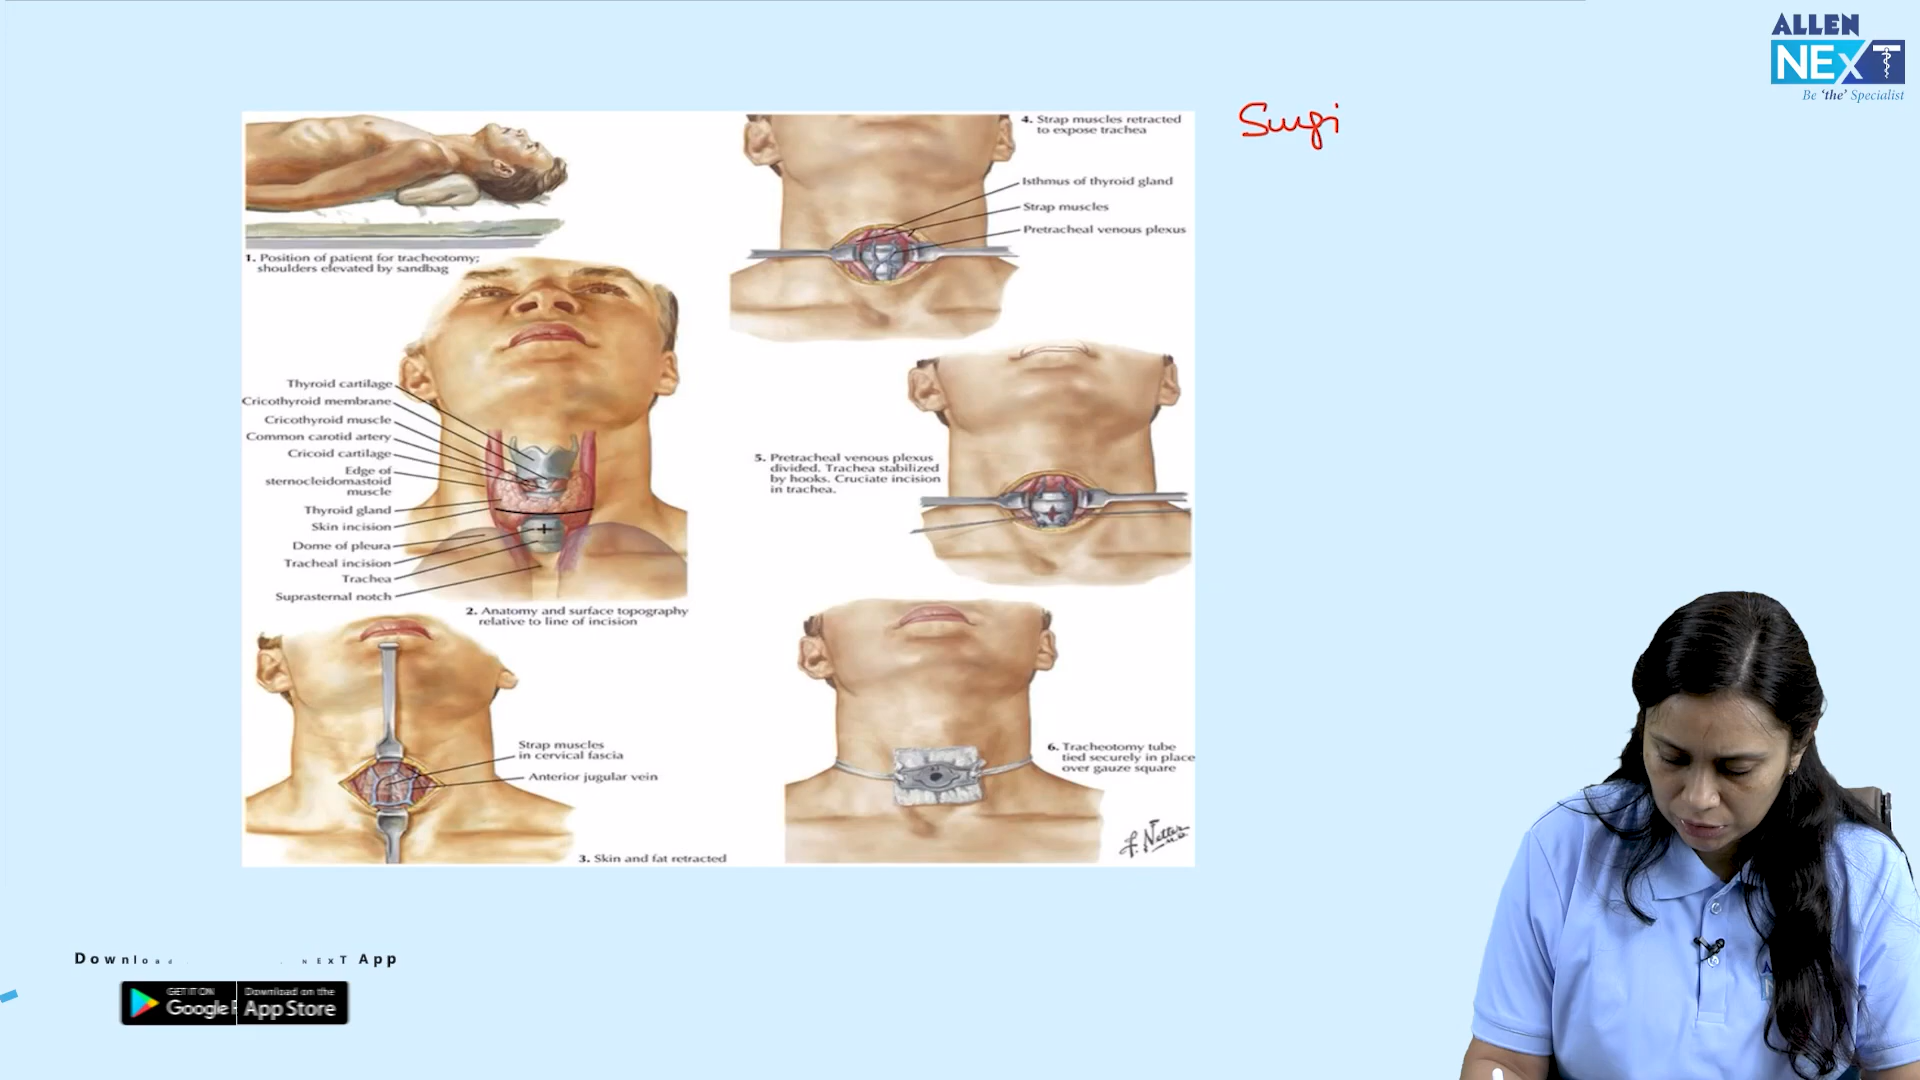 ALLEN
NEXT
Be 'the' Specialist
Surgi
1. Position of patient for tracheotomy;
shoulders elevated by sandbag
Thyroid cartilage
Cricothyroid membrane
Cricothyroid muscle
Common carotid artery
Cricoid cartilage
Edge of
sternocleidomastoid
muscle
Thyroid gland
Skin incision
Dome of pleura
Tracheal incision
Trachea
Suprasternal notch
2. Anatomy and surface topography
relative to line of incision
Strap muscles
in cervical fascia
Anterior jugular vein
3. Skin and fat retracted
4. Strap muscles retracted
to expose trachea
Isthmus of thyroid gland
Strap muscles
Pretracheal venous plexus
5. Pretracheal venous plexus
divided. Trachea stabilized
by hooks. Cruciate incision
in trachea.
6. Tracheotomy tube
tied securely in place
over gauze square
F. Netter
M.D.
Download NEXT App
GET IT ON
Google
Download on the
App Store